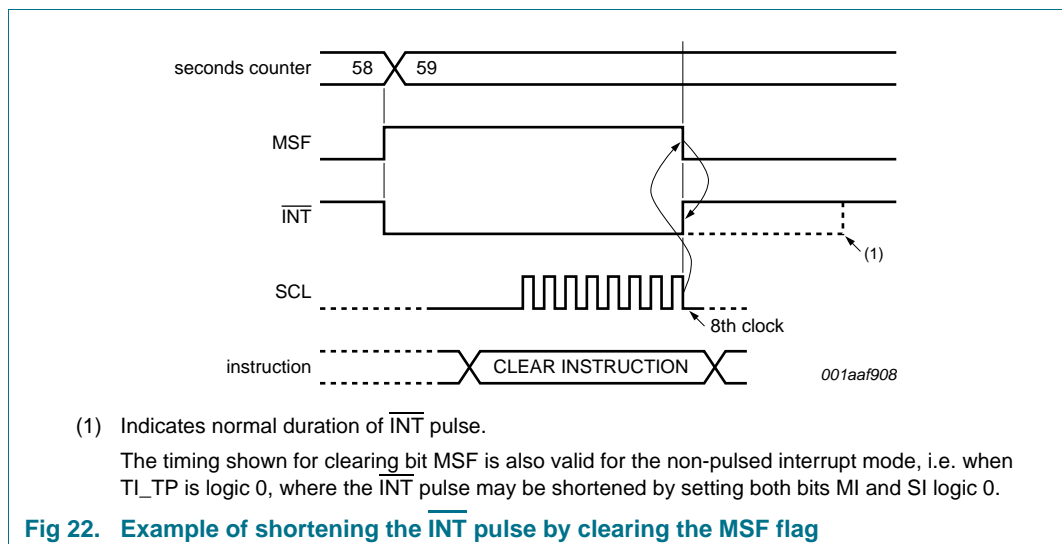 seconds counter 58 59
MSF
INT
(1)
SCL
8th clock
instruction CLEAR INSTRUCTION
001aaf908
(1) Indicates normal duration of INT pulse.
The timing shown for clearing bit MSF is also valid for the non-pulsed interrupt mode, i.e. when
TI_TP is logic 0, where the INT pulse may be shortened by setting both bits MI and SI logic 0.
Fig 22. Example of shortening the INT pulse by clearing the MSF flag